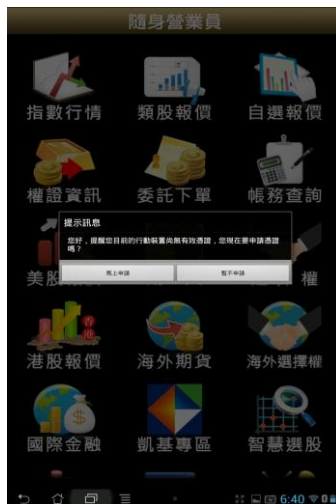 隨身營業員
指數行情 類股報價 自選報價
權證資訊 委託下單 帳務查詢
提示訊息
您好，提醒您目前的行動裝置尚無有效憑證，您現在要申請憑證
嗎？
馬上申請 暫不申請
美股 權
港股報價 海外期貨 海外選擇權
香港
國際金融 凱基專區 智慧選股
6:40